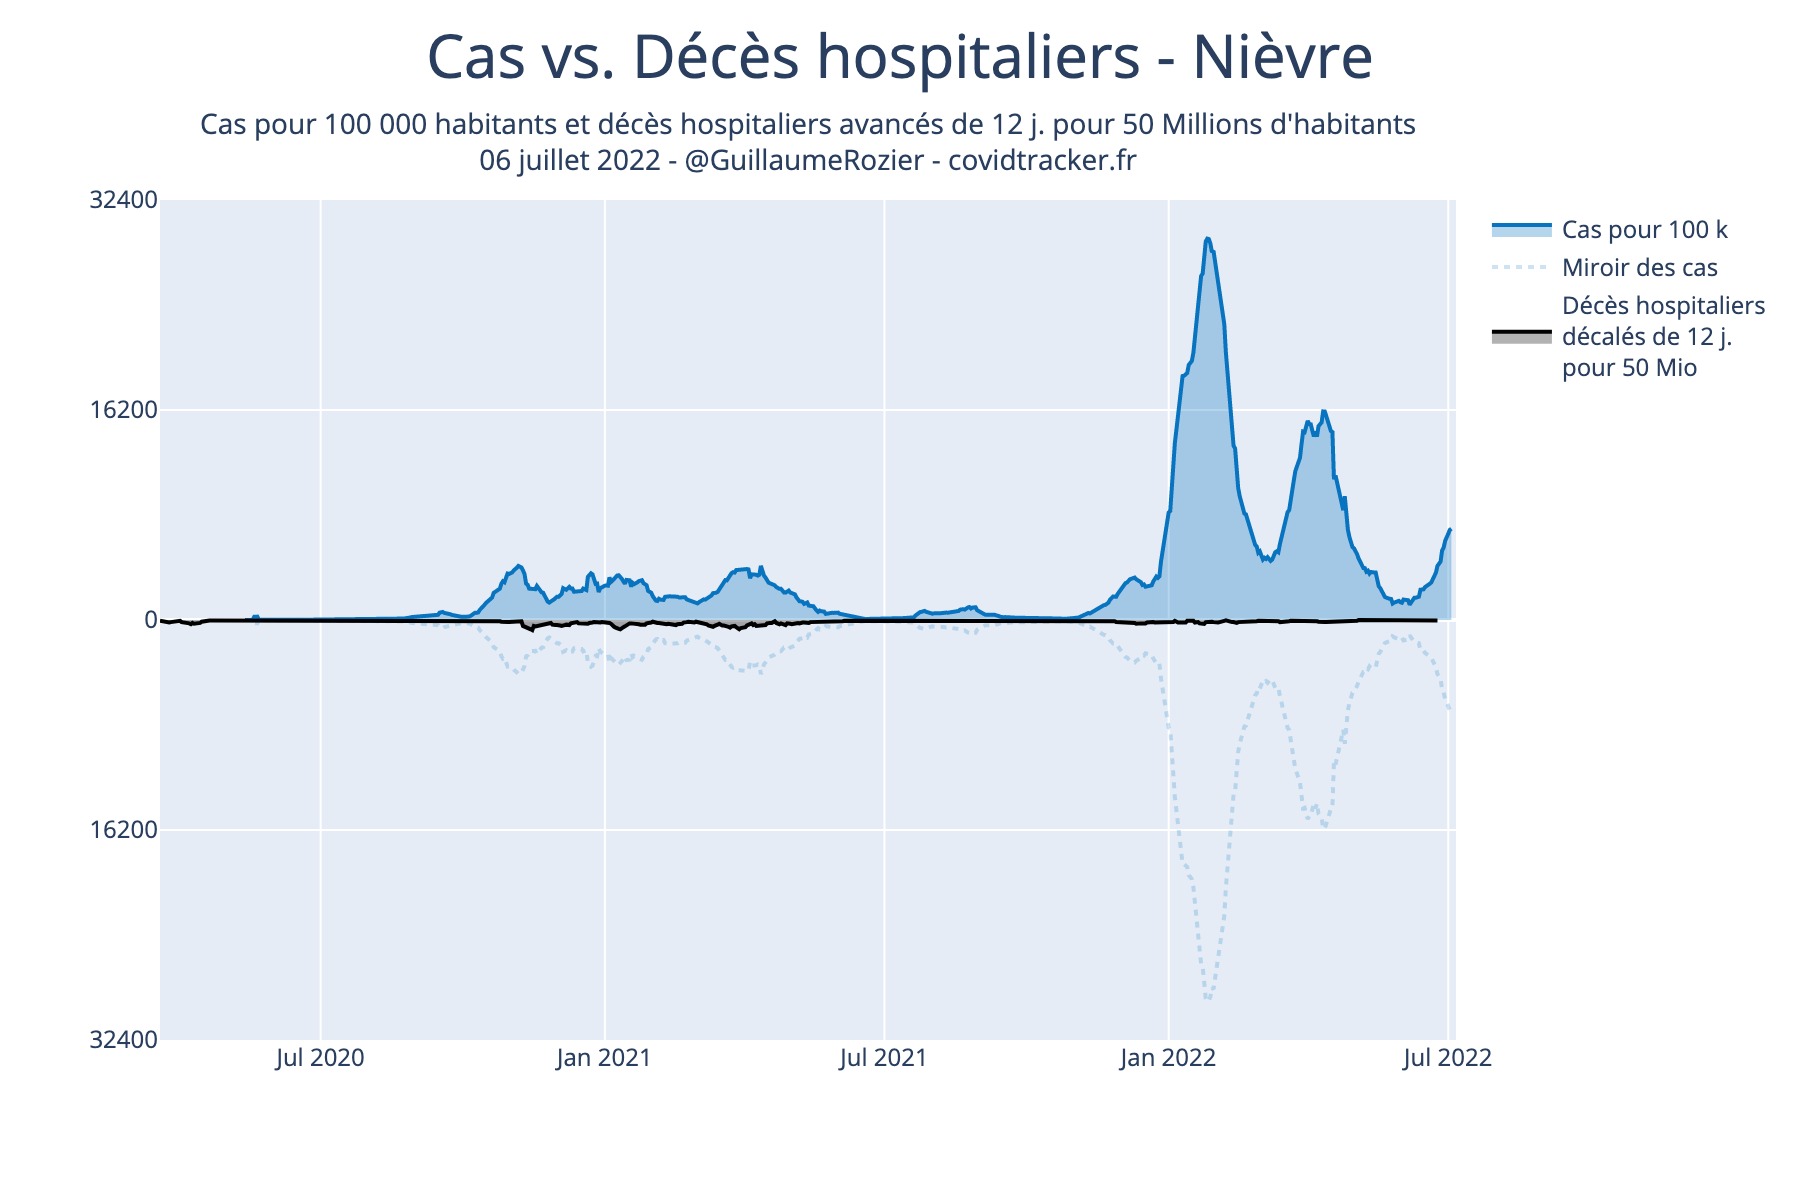 Cas vs. Décès hospitaliers - Nièvre
Cas pour 100 000 habitants et décès hospitaliers avancés de 12 j. pour 50 Millions d'habitants
06 juillet 2022 - @GuillaumeRozier - covidtracker.fr
32400
16200
0
16200
32400
Jul 2020
Jan 2021
Jul 2021
Jan 2022
Jul 2022
Cas pour 100 k
Miroir des cas
Décès hospitaliers
décalés de 12 j.
pour 50 Mio